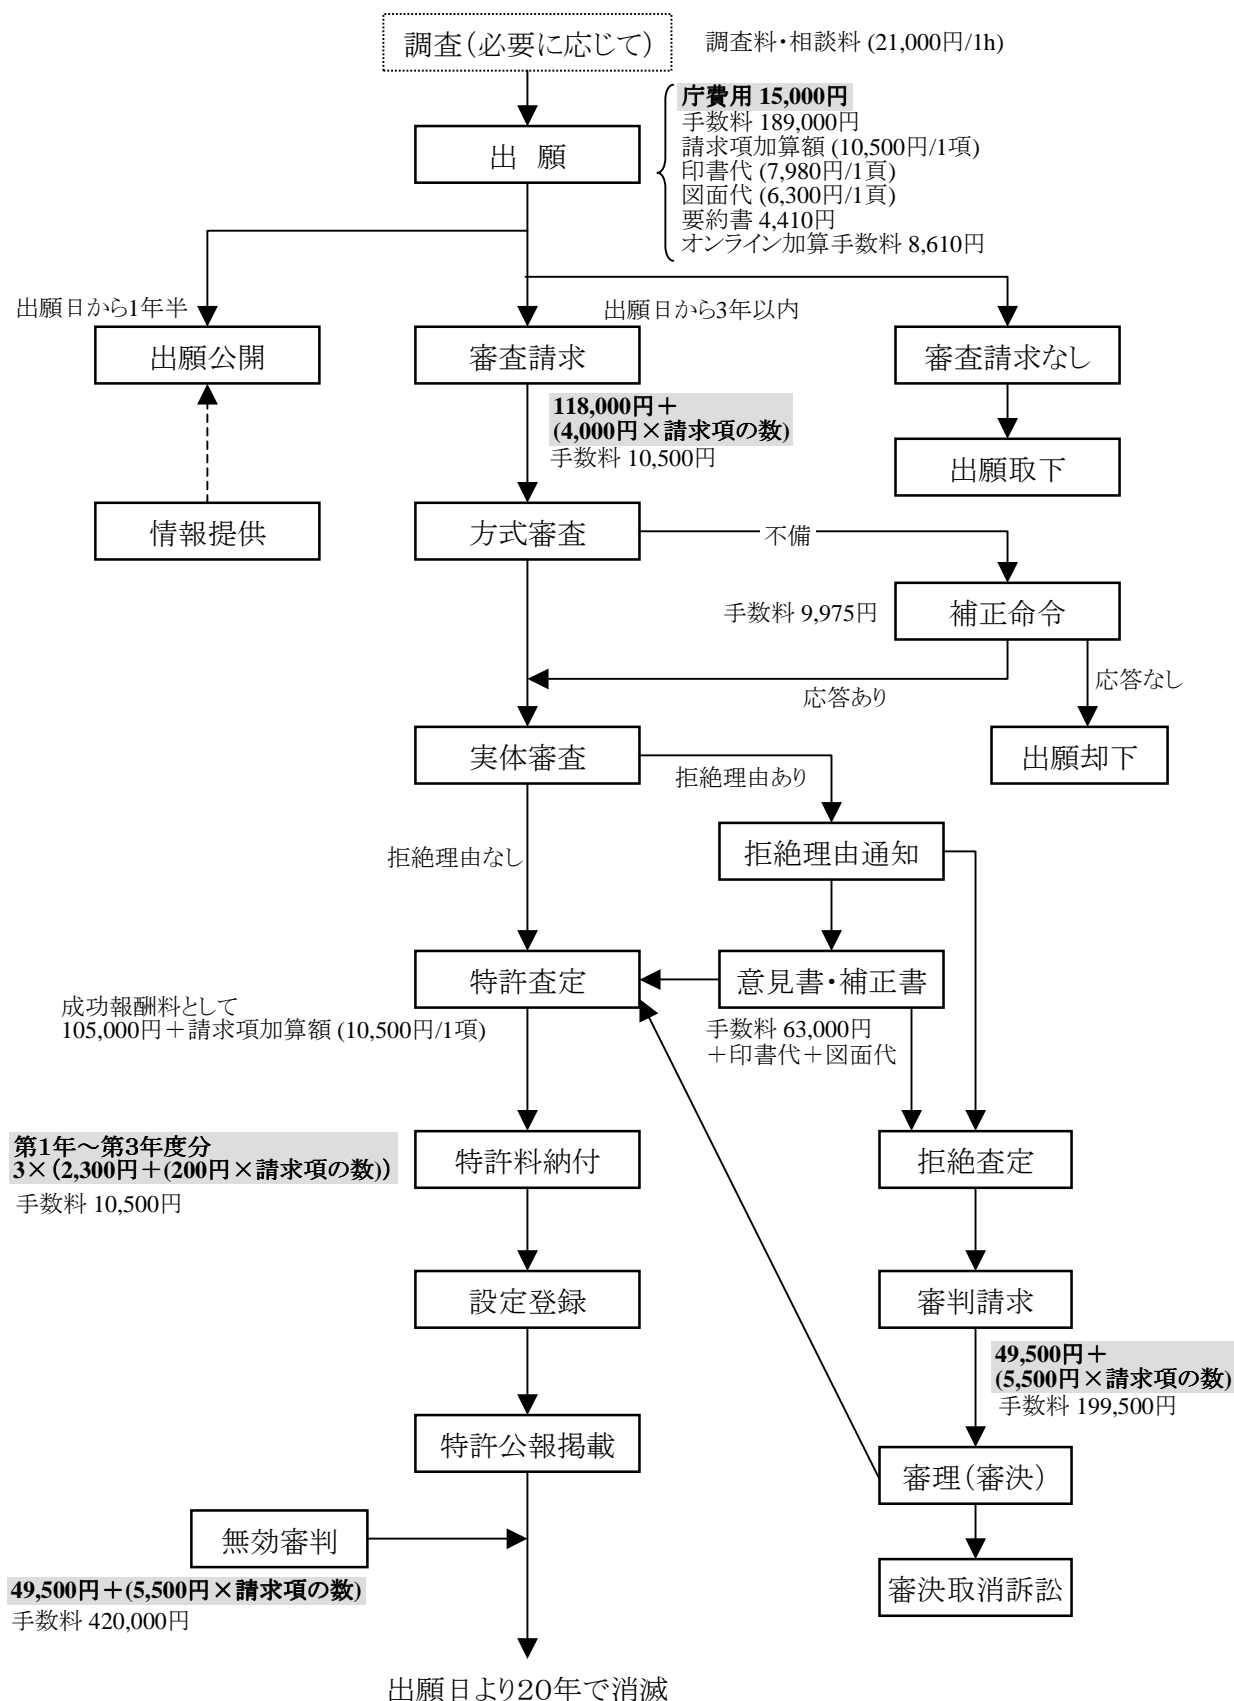 調査(必要に応じて)
調査料・相談料 (21,000円/1h)
出 願
庁費用 15,000円
手数料 189,000円
請求項加算額 (10,500円/1項)
印書代 (7,980円/1頁)
図面代 (6,300円/1頁)
要約書 4,410円
オンライン加算手数料 8,610円
出願日から1年半
出願日から3年以内
出願公開
審査請求
審査請求なし
118,000円+
(4,000円×請求項の数)
手数料 10,500円
出願取下
情報提供
方式審査
不備
手数料 9,975円
補正命令
応答あり
応答なし
実体審査
出願却下
拒絶理由あり
拒絶理由なし
拒絶理由通知
特許査定
意見書・補正書
成功報酬料として
105,000円+請求項加算額 (10,500円/1項)
手数料 63,000円
+印書代+図面代
第1年~第3年度分
3×(2,300円+(200円×請求項の数))
手数料 10,500円
特許料納付
拒絶査定
設定登録
審判請求
49,500円+
(5,500円×請求項の数)
手数料 199,500円
特許公報掲載
審理(審決)
無効審判
49,500円+(5,500円×請求項の数)
手数料 420,000円
審決取消訴訟
出願日より20年で消滅